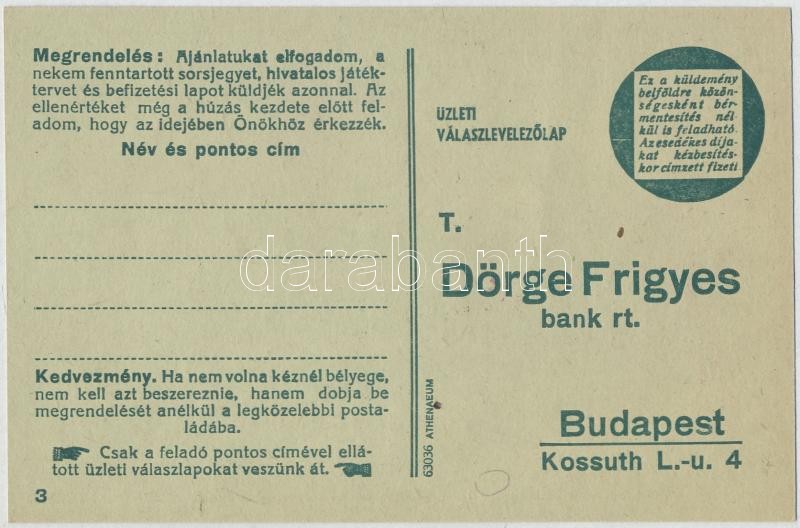 Megrendelés: Ajánlatukat elfogadom, a
nekem fenntartott sorsjegyet, hivatalos játék-
tervet és befizetési lapot küldjék azonnal. Az
ellenértéket még a húzás kezdete előtt fel-
adom, hogy az idejében Önökhöz érkezzék.
Név és pontos cím
Kedvezmény. Ha nem volna kéznél bélyege,
nem kell azt beszereznie, hanem dobja be
megrendelését anélkül a legközelebbi posta-
ládába.
Csak a feladó pontos címével ellá-
tott üzleti válaszlapokat veszünk át.
3
63036 ATHENAEUM
ÜZLETI
VÁLASZLEVELEZŐLAP
Ez a küldemény
belföldre közön-
ségesként bér-
mentesítés nél-
kül is feladható.
Az esedékes díja-
kat kézbesítés-
kor címzett fizeti
T.
Dörge Frigyes
bank rt.
Budapest
Kossuth L.-u. 4
darabanth